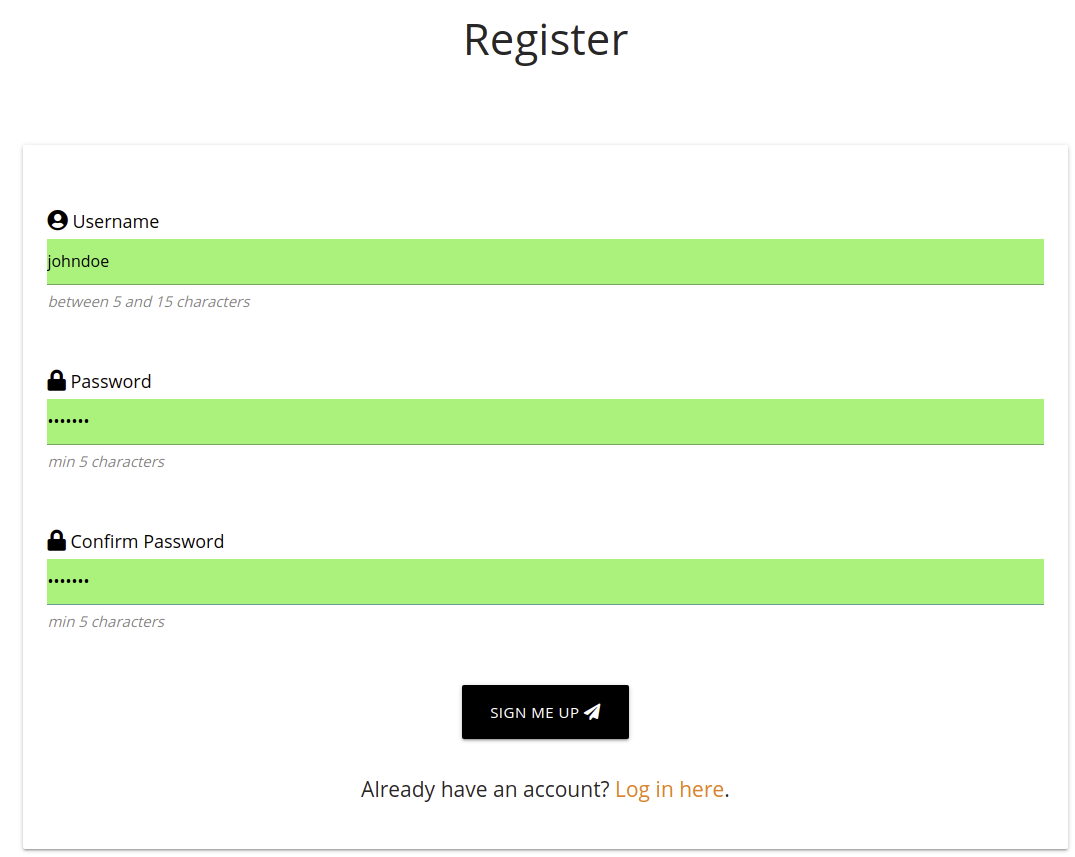 Register
Username
johndoe
between 5 and 15 characters
Password
•••••••
min 5 characters
Confirm Password
•••••••
min 5 characters
SIGN ME UP
Already have an account? Log in here.